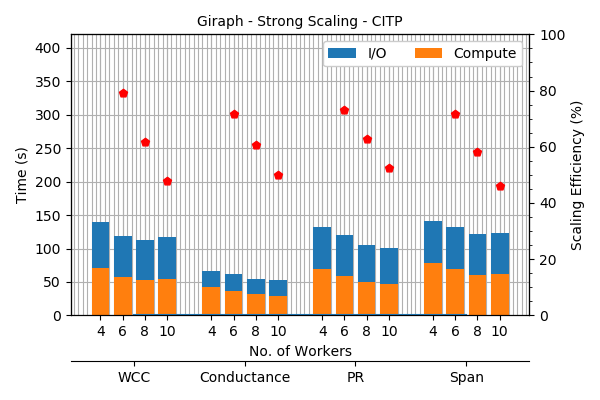 Giraph - Strong Scaling - CITP
I/O Compute
Time (s)
400
350
300
250
200
150
100
50
0
Scaling Efficiency (%)
100
80
60
40
20
0
4 6 8 10 4 6 8 10 4 6 8 10 4 6 8 10
No. of Workers
WCC Conductance PR Span